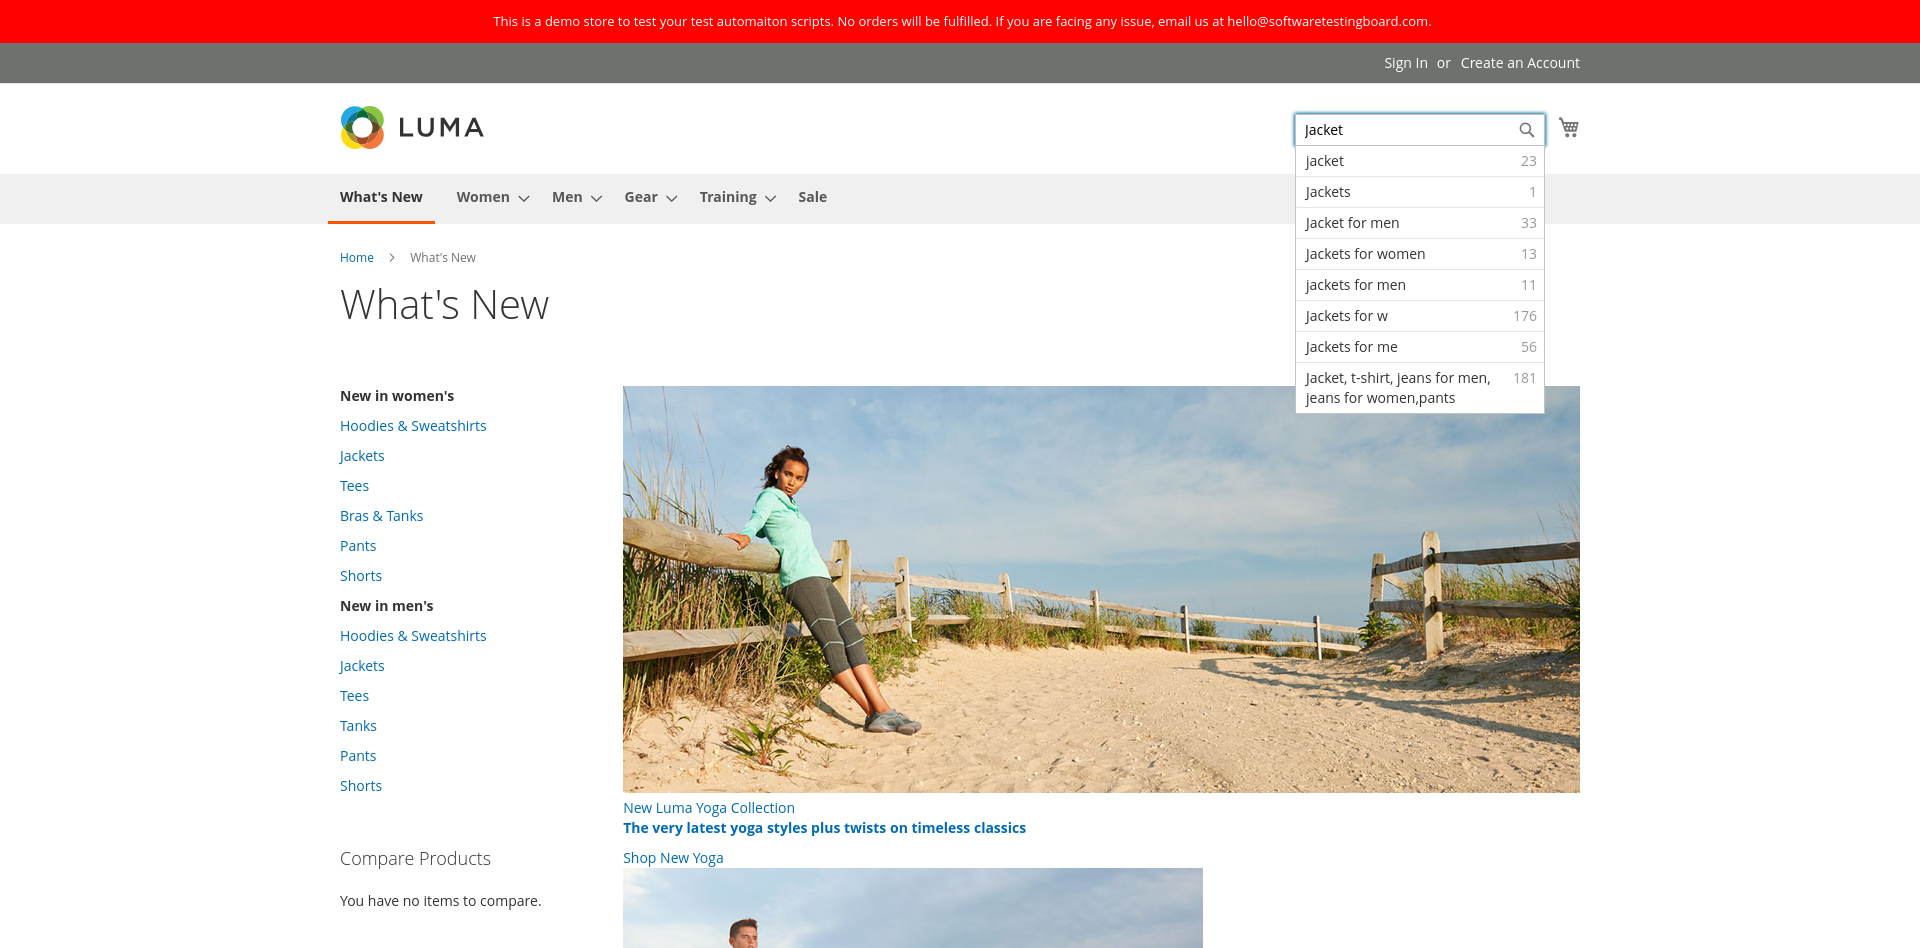 This is a demo store to test your test automaiton scripts. No orders will be fulfilled. If you are facing any issue, email us at hello@softwaretestingboard.com.
Sign In or Create an Account
LUMA
Jacket
jacket 23
Jackets 1
Jacket for men 33
Jackets for women 13
jackets for men 11
Jackets for w 176
Jackets for me 56
Jacket, t-shirt, jeans for men, 181
jeans for women,pants
What's New Women Men Gear Training Sale
Home > What's New
What's New
New in women's
Hoodies & Sweatshirts
Jackets
Tees
Bras & Tanks
Pants
Shorts
New in men's
Hoodies & Sweatshirts
Jackets
Tees
Tanks
Pants
Shorts
Compare Products
You have no items to compare.
New Luma Yoga Collection
The very latest yoga styles plus twists on timeless classics
Shop New Yoga